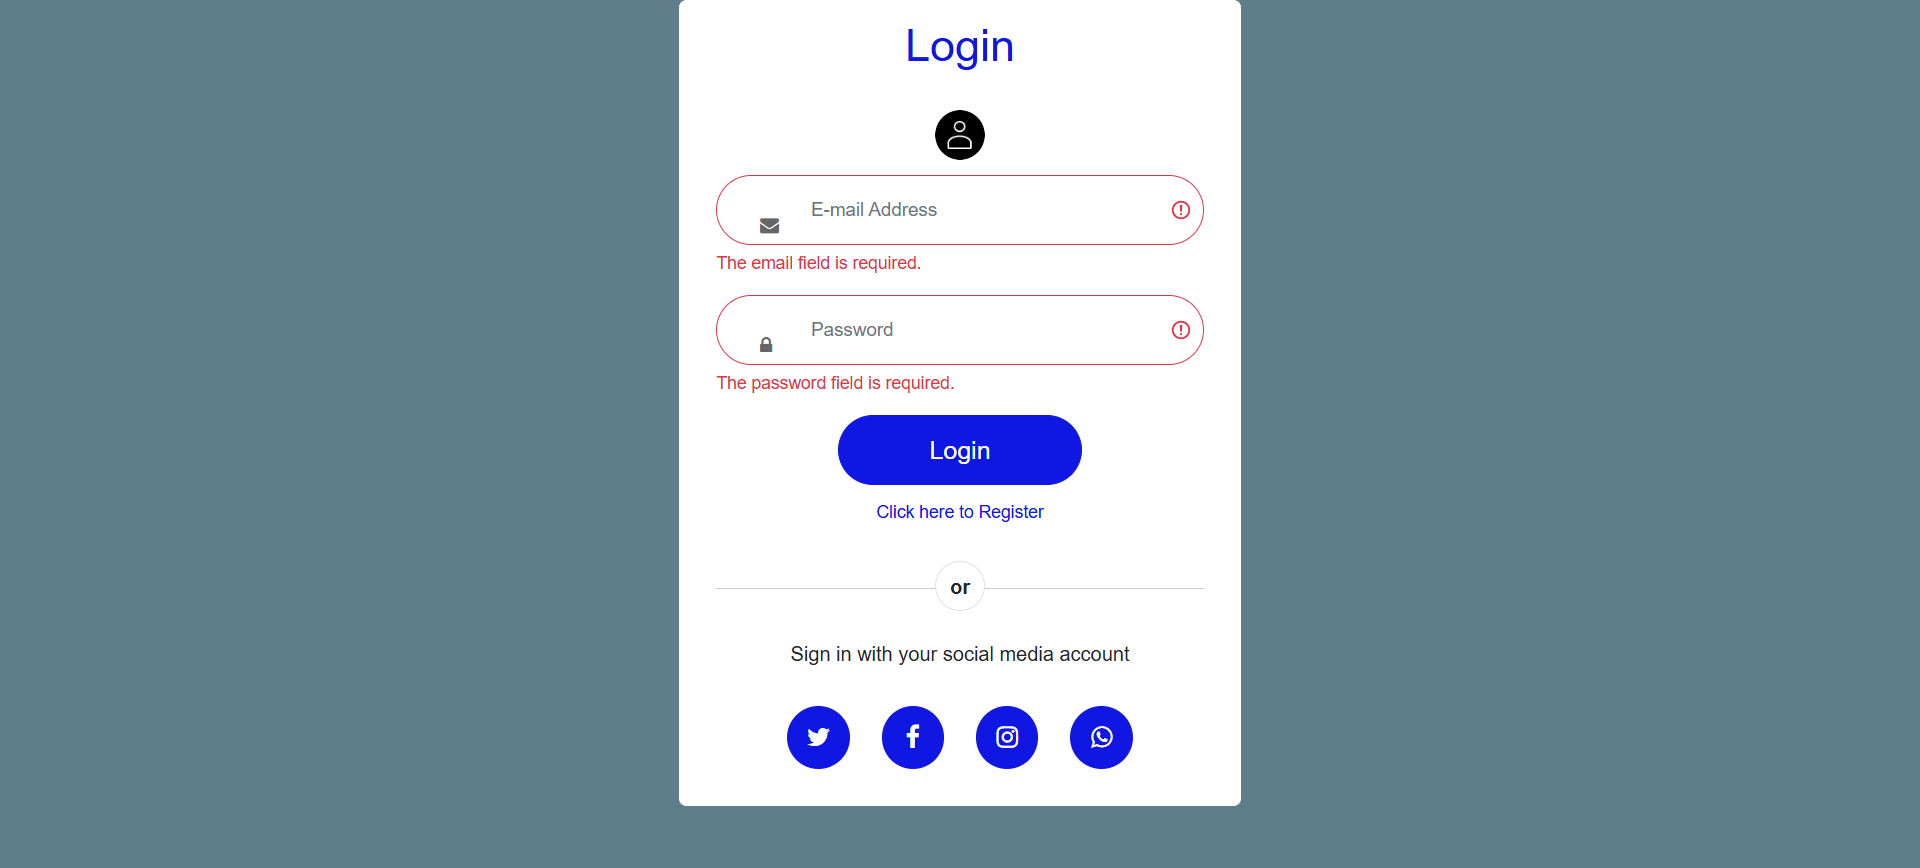 Login
E-mail Address
The email field is required.
Password
The password field is required.
Login
Click here to Register
or
Sign in with your social media account